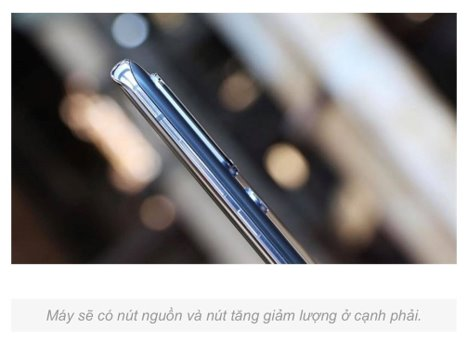 Máy sẽ có nút nguồn và nút tăng giảm lượng ở cạnh phải.